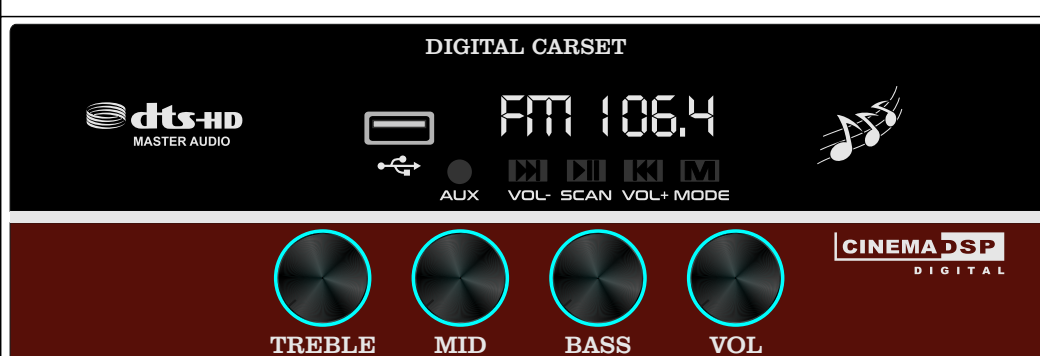 DIGITAL CARSET
dts-HD
MASTER AUDIO
FM 106.4
AUX VOL- SCAN VOL+ MODE
M
CINEMA DSP
DIGITAL
TREBLE MID BASS VOL